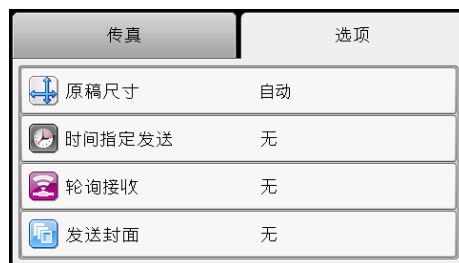 传真 选项
原稿尺寸 自动
时间指定发送 无
轮询接收 无
发送封面 无